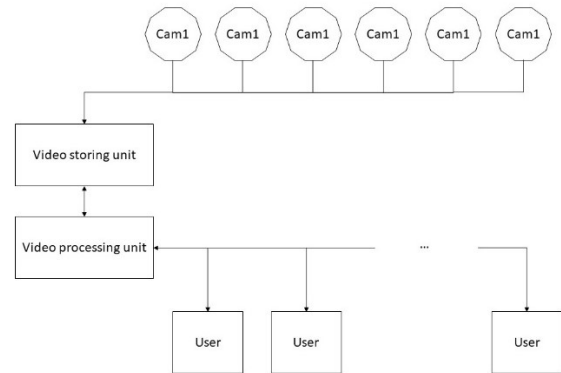 Cam1 Cam1 Cam1 Cam1 Cam1 Cam1
Video storing unit
Video processing unit
...
User User User